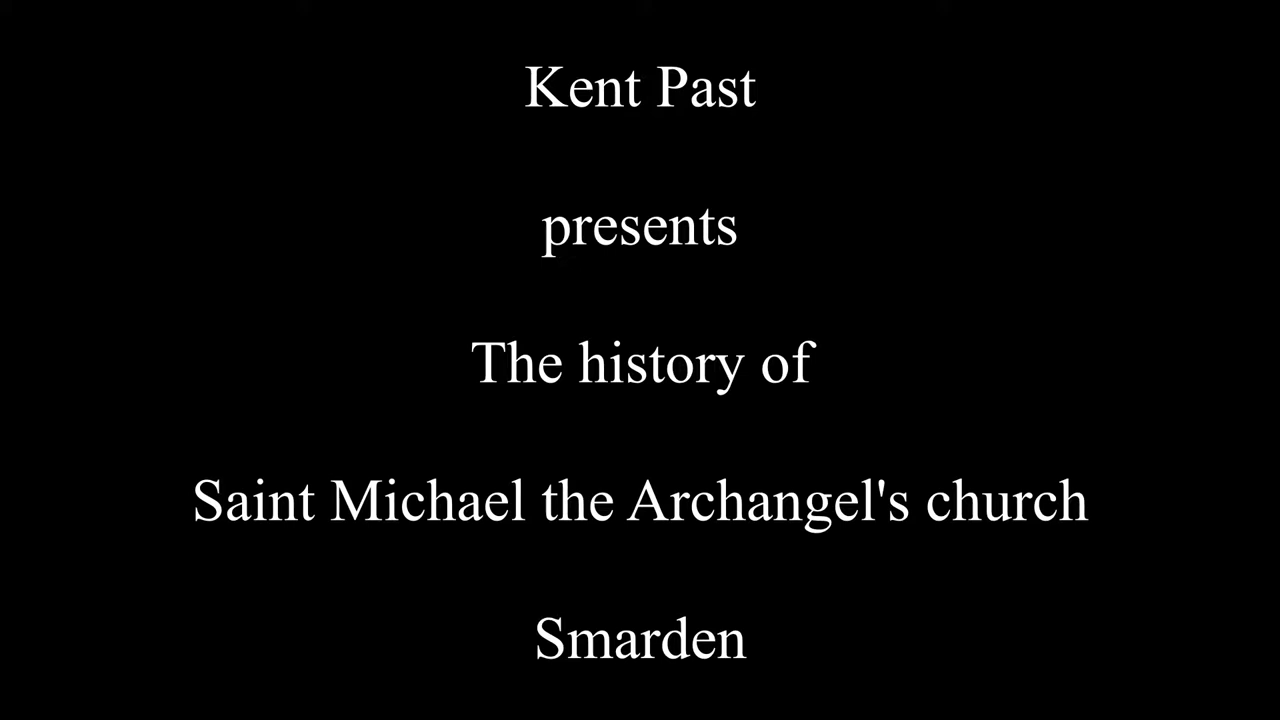 Kent Past
presents
The history of
Saint Michael the Archangel's church
Smarden